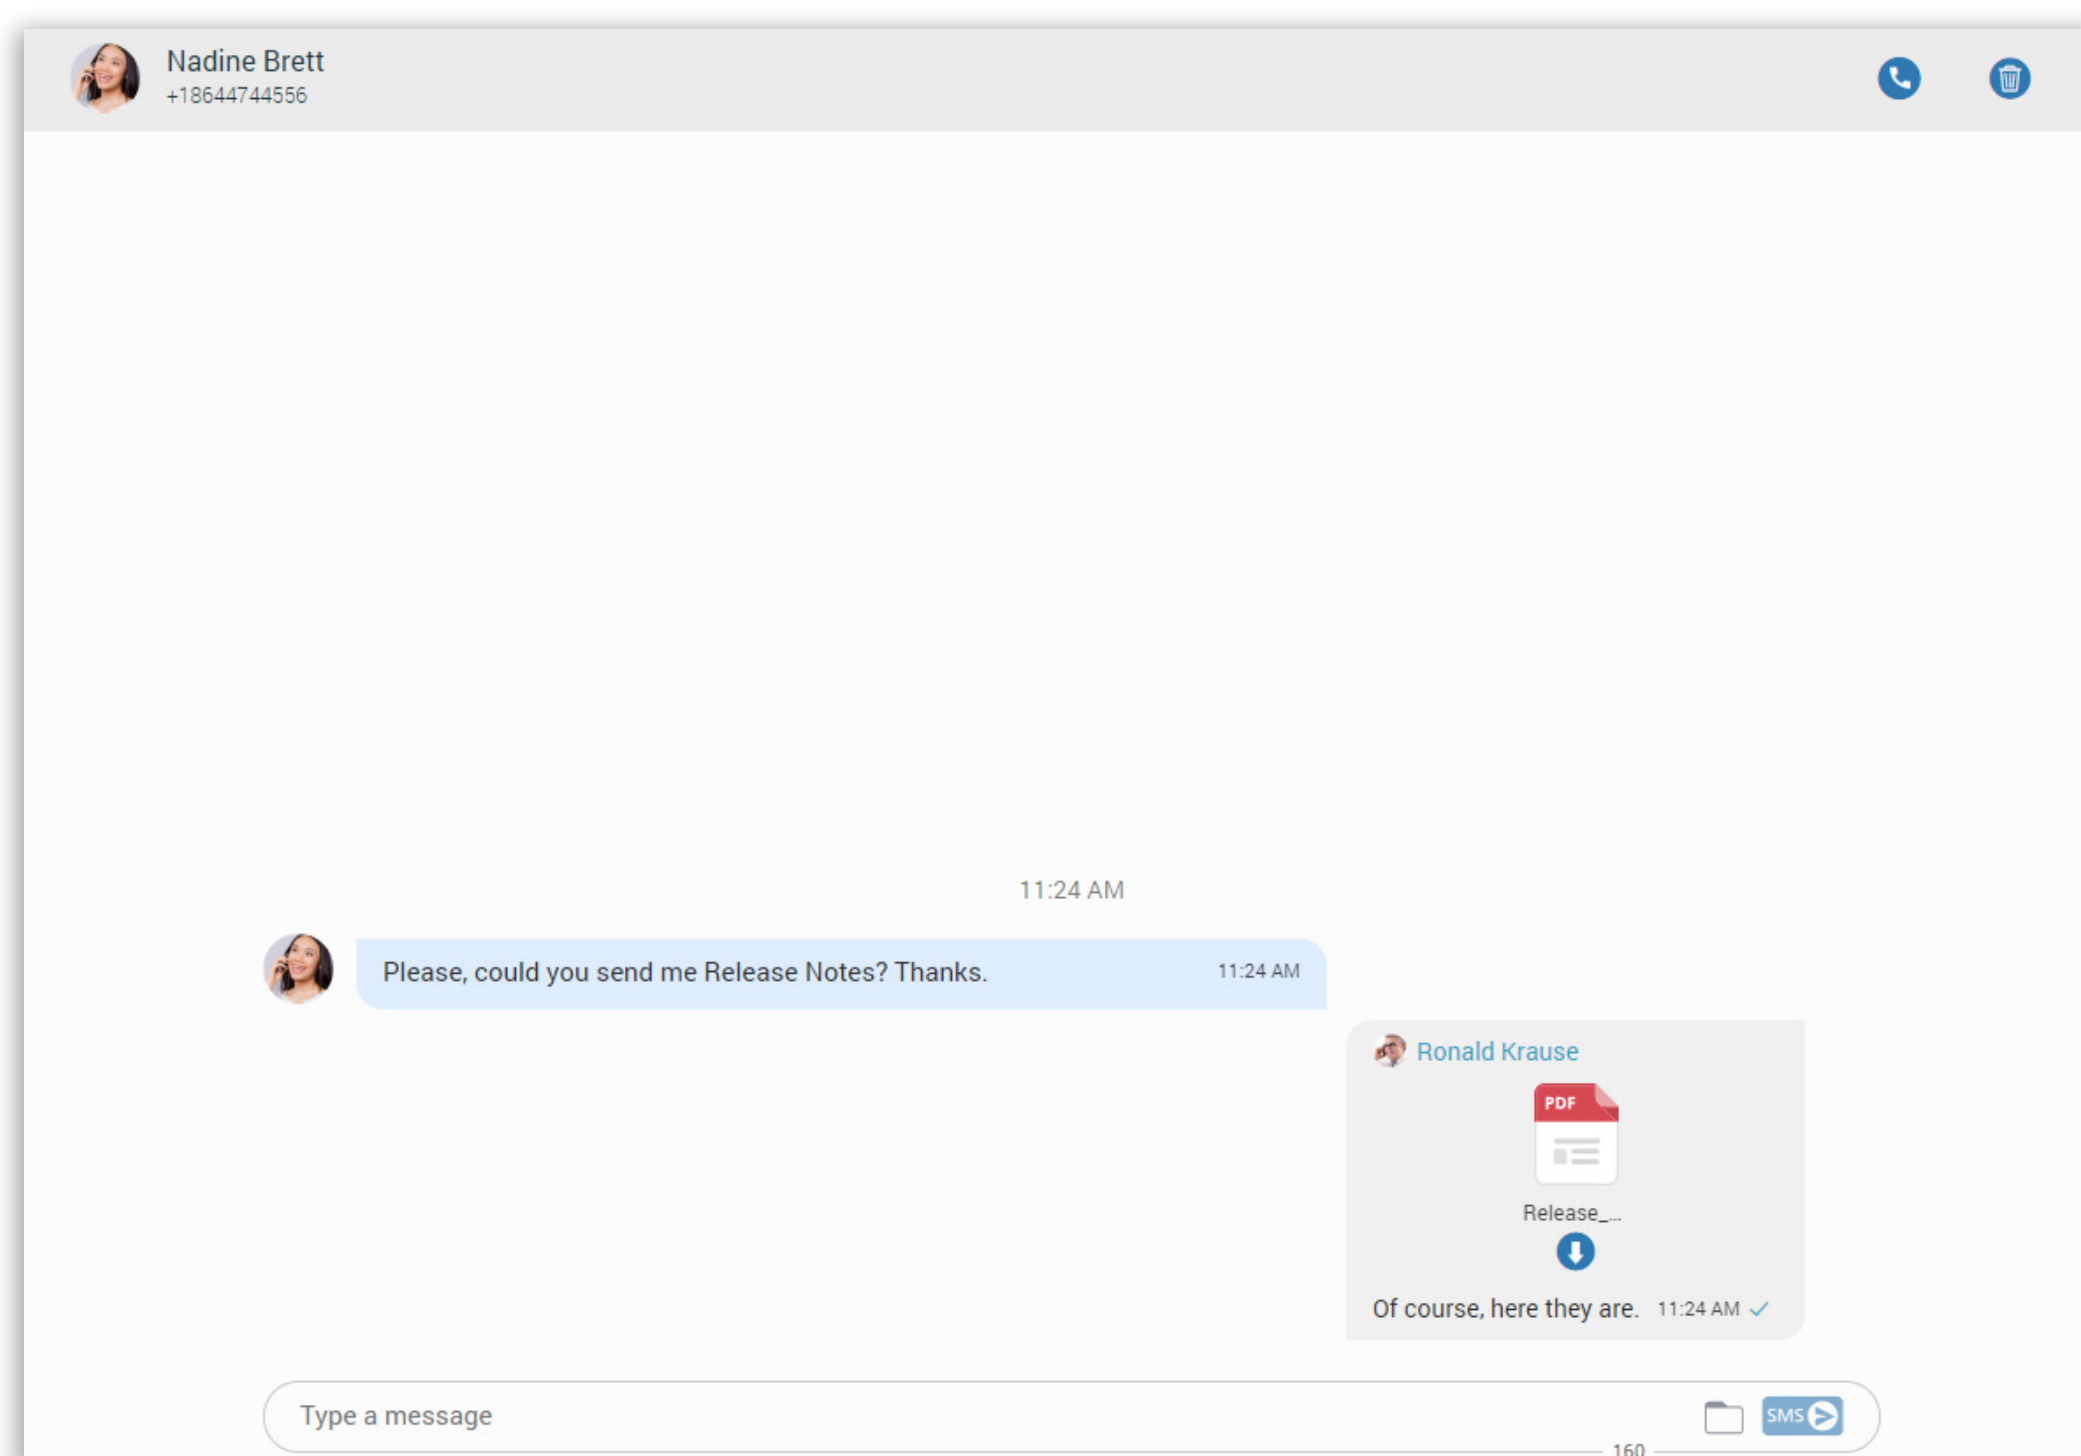 Nadine Brett
+18644744556
11:24 AM
Please, could you send me Release Notes? Thanks. 11:24 AM
Ronald Krause
PDF
Release_...
Of course, here they are. 11:24 AM
Type a message
SMS
160